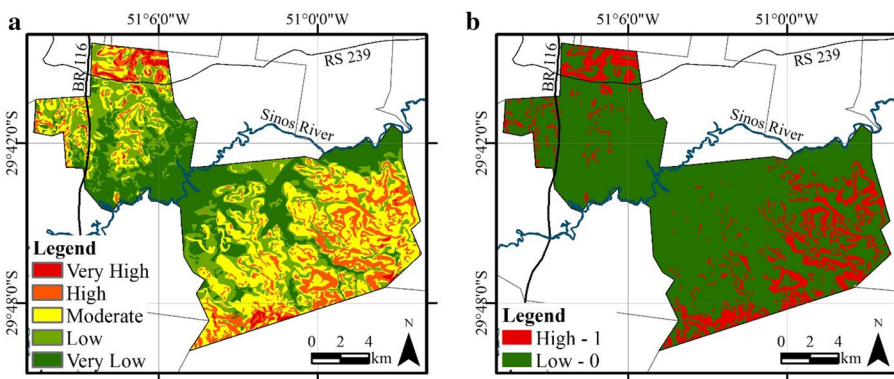 a
51°6'0"W
51°0'0"W
BR 116
RS 239
Sinos River
29°42'0"S
29°48'0"S
Legend
Very High
High
Moderate
Low
Very Low
N
0 2 4
km
b
51°6'0"W
51°0'0"W
BR 116
RS 239
Sinos River
29°42'0"S
29°48'0"S
Legend
High - 1
Low - 0
N
0 2 4
km